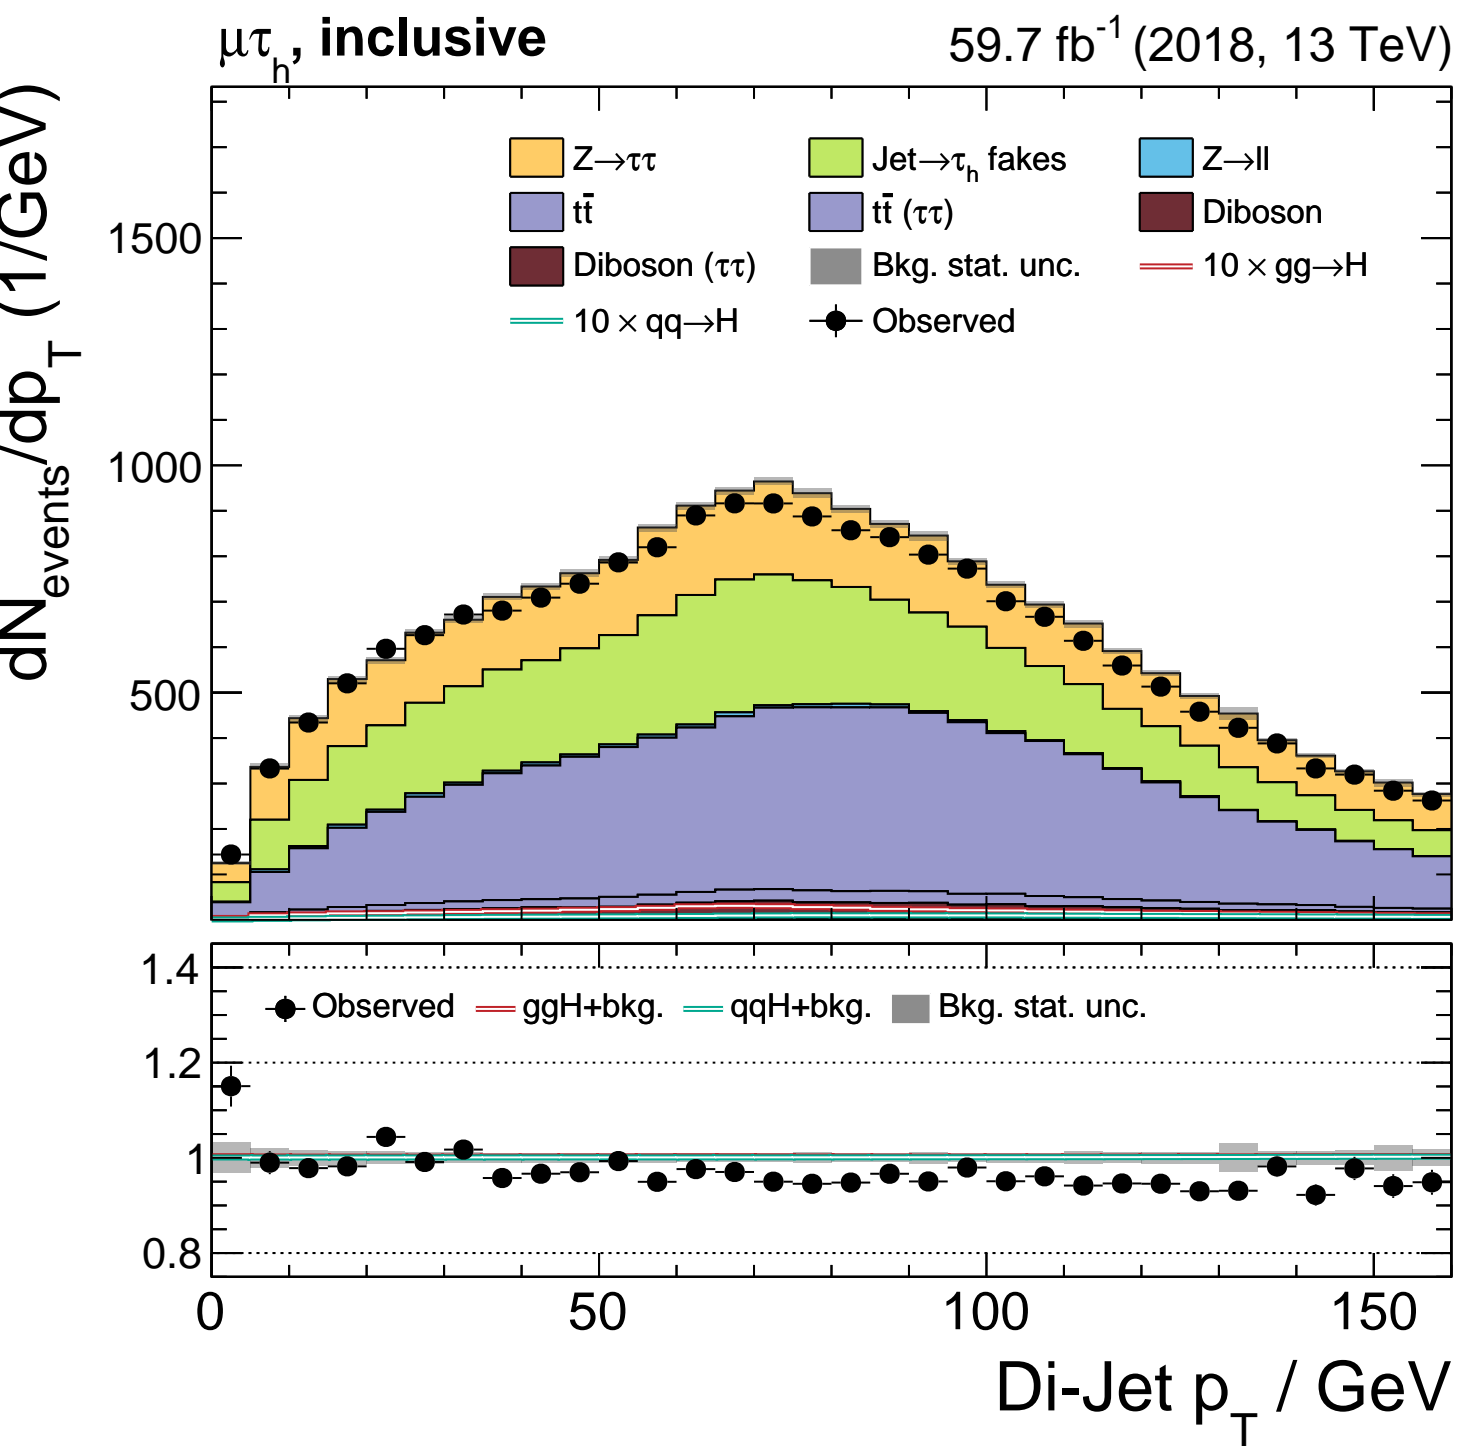 μτh, inclusive
59.7 fb-1 (2018, 13 TeV)
dNevents/dpT (1/GeV)
Z→ττ
Jet→τh fakes
Z→ll
tt̄
tt̄ (ττ)
Diboson
Diboson (ττ)
Bkg. stat. unc.
10 × gg→H
10 × qq→H
Observed
1500
1000
500
1.4
Observed
ggH+bkg.
qqH+bkg.
Bkg. stat. unc.
1.2
1
0.8
0
50
100
150
Di-Jet pT / GeV